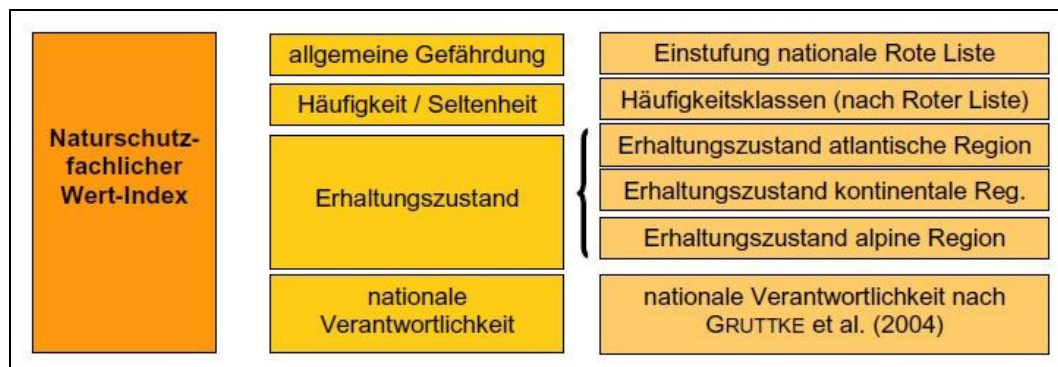 Naturschutz-
fachlicher
Wert-Index
allgemeine Gefährdung
Häufigkeit / Seltenheit
Erhaltungszustand
nationale
Verantwortlichkeit
Einstufung nationale Rote Liste
Häufigkeitsklassen (nach Roter Liste)
Erhaltungszustand atlantische Region
Erhaltungszustand kontinentale Reg.
Erhaltungszustand alpine Region
nationale Verantwortlichkeit nach
GRUTTKE et al. (2004)